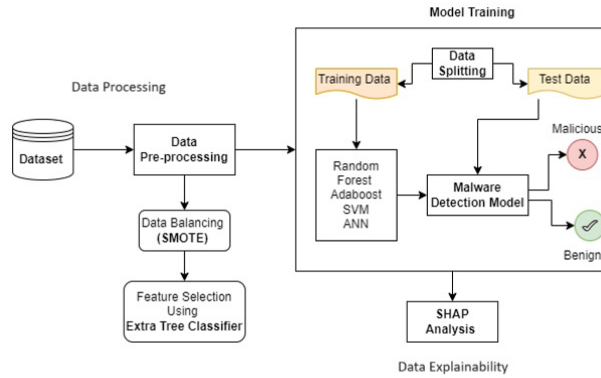 Model Training
Data Processing
Training Data
Data
Splitting
Test Data
Dataset
Data
Pre-processing
Malicious
X
Random
Forest
Adaboost
SVM
ANN
Malware
Detection Model
Data Balancing
(SMOTE)
Benign
Feature Selection
Using
Extra Tree Classifier
SHAP
Analysis
Data Explainability